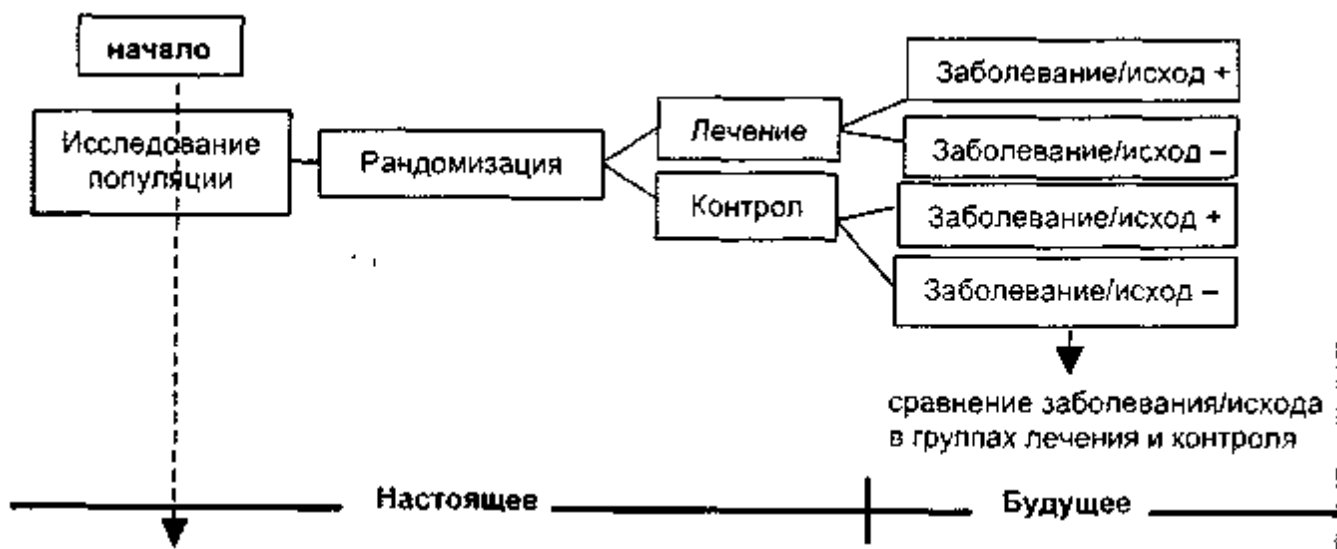 начало
Исследование
популяции
Рандомизация
Лечение
Контрол
Заболевание/исход +
Заболевание/исход –
Заболевание/исход +
Заболевание/исход –
сравнение заболевания/исхода
в группах лечения и контроля
Настоящее
Будущее